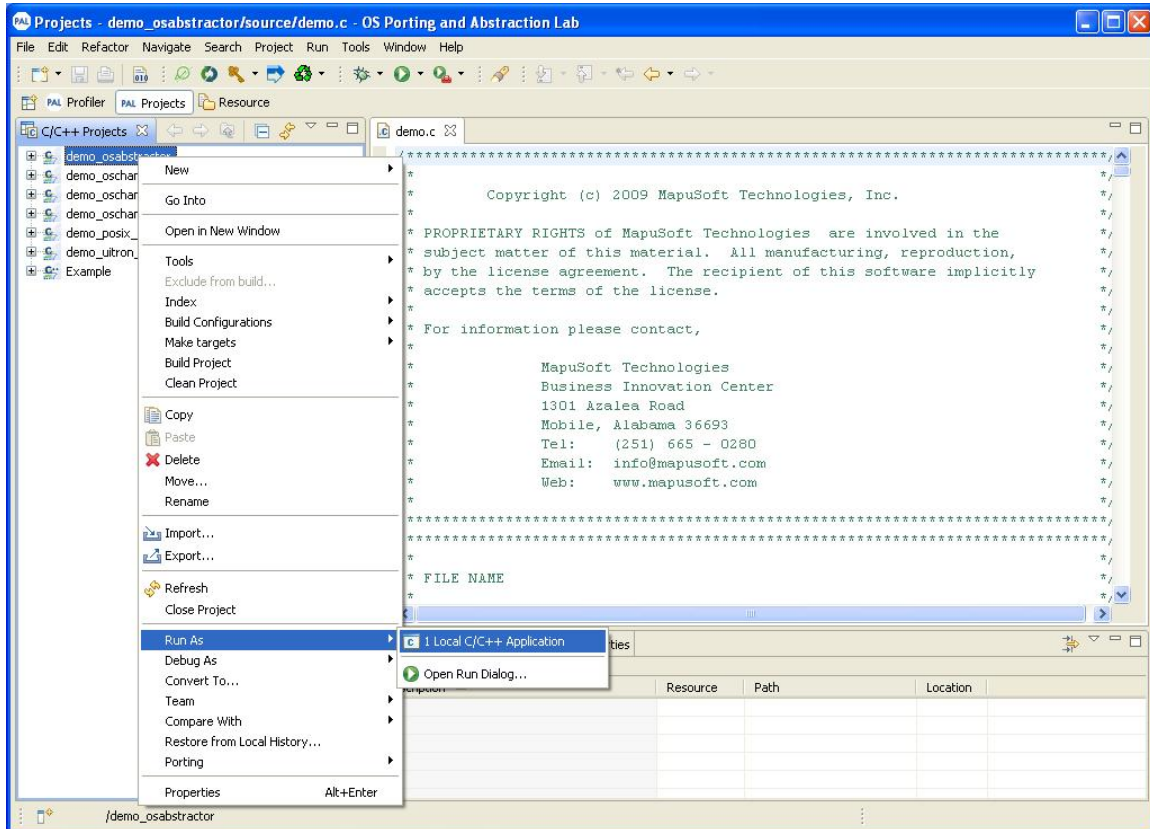 Projects - demo_osabstractor/source/demo.c - OS Porting and Abstraction Lab
File Edit Refactor Navigate Search Project Run Tools Window Help
PAL Profiler PAL Projects Resource
C/C++ Projects
demo.c
demo_osabstractor
demo_oschan
demo_oschan
demo_oschan
demo_posix_
demo_uitron_
Example
New
Go Into
Open in New Window
Tools
Exclude from build...
Index
Build Configurations
Make targets
Build Project
Clean Project
Copy
Paste
Delete
Move...
Rename
Import...
Export...
Refresh
Close Project
Run As
Debug As
Convert To...
Team
Compare With
Restore from Local History...
Porting
Properties Alt+Enter
1 Local C/C++ Application
Open Run Dialog...
/*****************************************************************************
* Copyright (c) 2009 MapuSoft Technologies, Inc. */
* PROPRIETARY RIGHTS of MapuSoft Technologies are involved in the */
* subject matter of this material. All manufacturing, reproduction, */
* by the license agreement. The recipient of this software implicitly */
* accepts the terms of the license. */
* For information please contact, */
* MapuSoft Technologies */
* Business Innovation Center */
* 1301 Azalea Road */
* Mobile, Alabama 36693 */
* Tel: (251) 665 - 0280 */
* Email: info@mapusoft.com */
* Web: www.mapusoft.com */
* FILE NAME */
ties
Resource Path Location
/demo_osabstractor